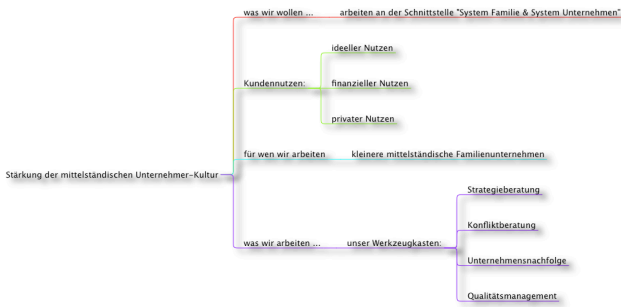 was wir wollen ... arbeiten an der Schnittstelle "System Familie & System Unternehmen"
ideeller Nutzen
Kundennutzen: finanzieller Nutzen
privater Nutzen
für wen wir arbeiten kleinere mittelständische Familienunternehmen
Stärkung der mittelständischen Unternehmer-Kultur
Strategieberatung
Konfliktberatung
was wir arbeiten ... unser Werkzeugkasten:
Unternehmensnachfolge
Qualitätsmanagement